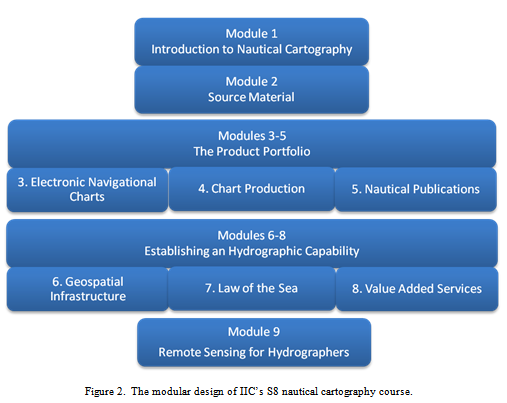 Module 1
Introduction to Nautical Cartography
Module 2
Source Material
Modules 3-5
The Product Portfolio
3. Electronic Navigational
Charts
4. Chart Production
5. Nautical Publications
Modules 6-8
Establishing an Hydrographic Capability
6. Geospatial
Infrastructure
7. Law of the Sea
8. Value Added Services
Module 9
Remote Sensing for Hydrographers
Figure 2.  The modular design of IIC's S8 nautical cartography course.